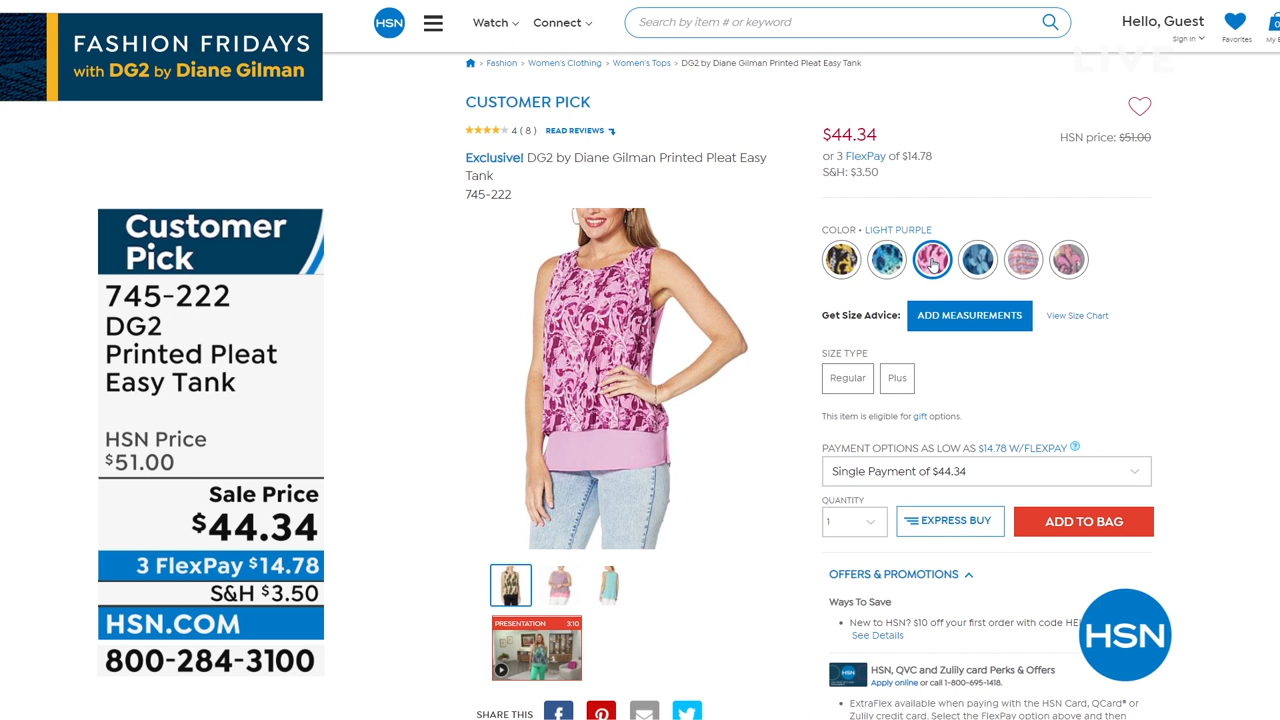 FASHION FRIDAYS
with DG2 by Diane Gilman
HSN
Watch
Connect
Search by item # or keyword
Hello, Guest
Sign In
Favorites
0
LIVE
> Fashion > Women's Clothing > Women's Tops > DG2 by Diane Gilman Printed Pleat Easy Tank
CUSTOMER PICK
4 ( 8 ) READ REVIEWS
Exclusive! DG2 by Diane Gilman Printed Pleat Easy
Tank
745-222
$44.34
HSN price: $51.00
or 3 FlexPay of $14.78
S&H: $3.50
COLOR • LIGHT PURPLE
Get Size Advice: ADD MEASUREMENTS View Size Chart
SIZE TYPE
Regular Plus
This item is eligible for gift options.
PAYMENT OPTIONS AS LOW AS $14.78 W/FLEXPAY ?
Single Payment of $44.34
QUANTITY
1
EXPRESS BUY
ADD TO BAG
OFFERS & PROMOTIONS
Ways To Save
• New to HSN? $10 off your first order with code
See Details
HSN, QVC and Zulily card Perks & Offers
Apply online or call 1-800-695-1418.
• ExtraFlex available when paying with the HSN Card, QCard® or
Zulily credit card. Select the FlexPay option above and then
PRESENTATION 3:10
SHARE THIS
Customer
Pick
745-222
DG2
Printed Pleat
Easy Tank
HSN Price
$51.00
Sale Price
$44.34
3 FlexPay $14.78
S&H $3.50
HSN.COM
800-284-3100
HSN